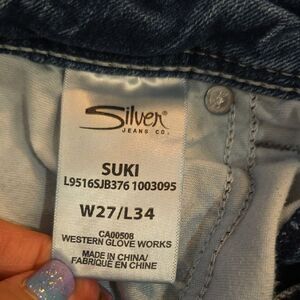 Silver
JEANS CO.
SUKI
L9516SJB376 1003095
W27/L34
CA00508
WESTERN GLOVE WORKS
MADE IN CHINA/
FABRIQUÉ EN CHINE